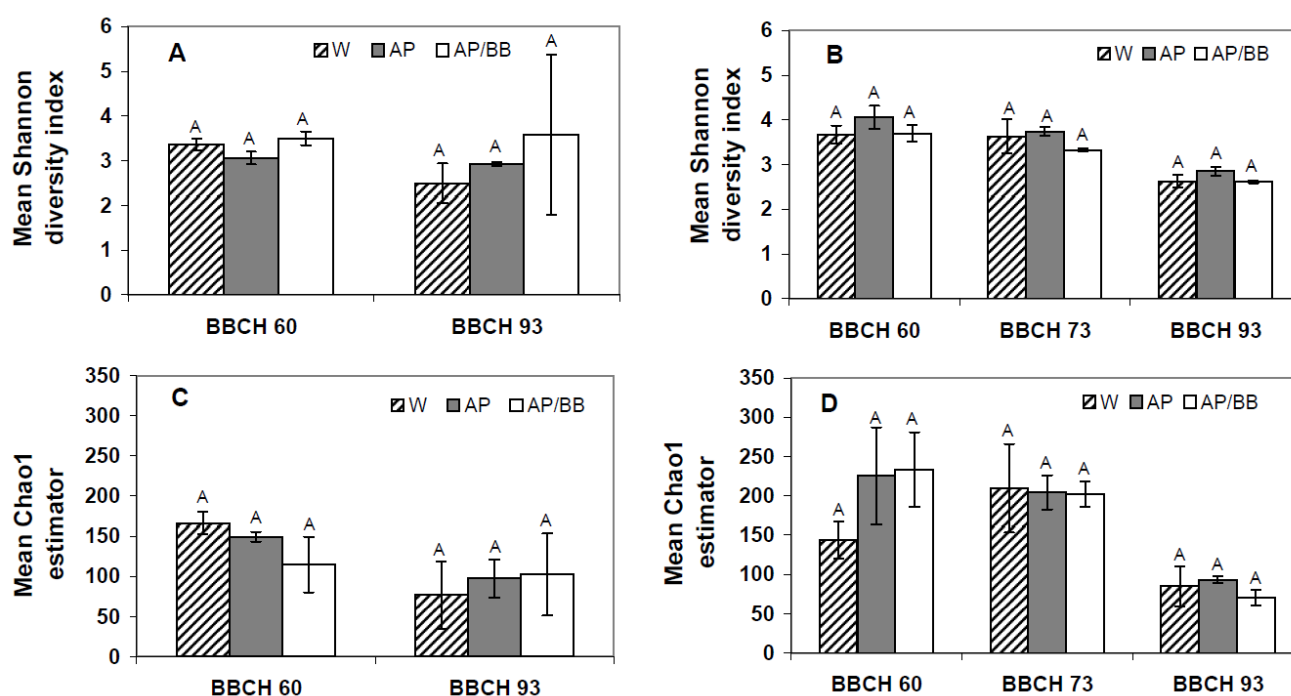 Mean Shannon
diversity index
6
5
4
3
2
1
0
A
W AP AP/BB
A A A A A A
BBCH 60 BBCH 93
Mean Shannon
diversity index
6
5
4
3
2
1
0
B
W AP AP/BB
A A A A A A A A A
BBCH 60 BBCH 73 BBCH 93
Mean Chao1
estimator
350
300
250
200
150
100
50
0
C
W AP AP/BB
A A A A A A
BBCH 60 BBCH 93
Mean Chao1
estimator
350
300
250
200
150
100
50
0
D
W AP AP/BB
A A A A A A A A A
BBCH 60 BBCH 73 BBCH 93